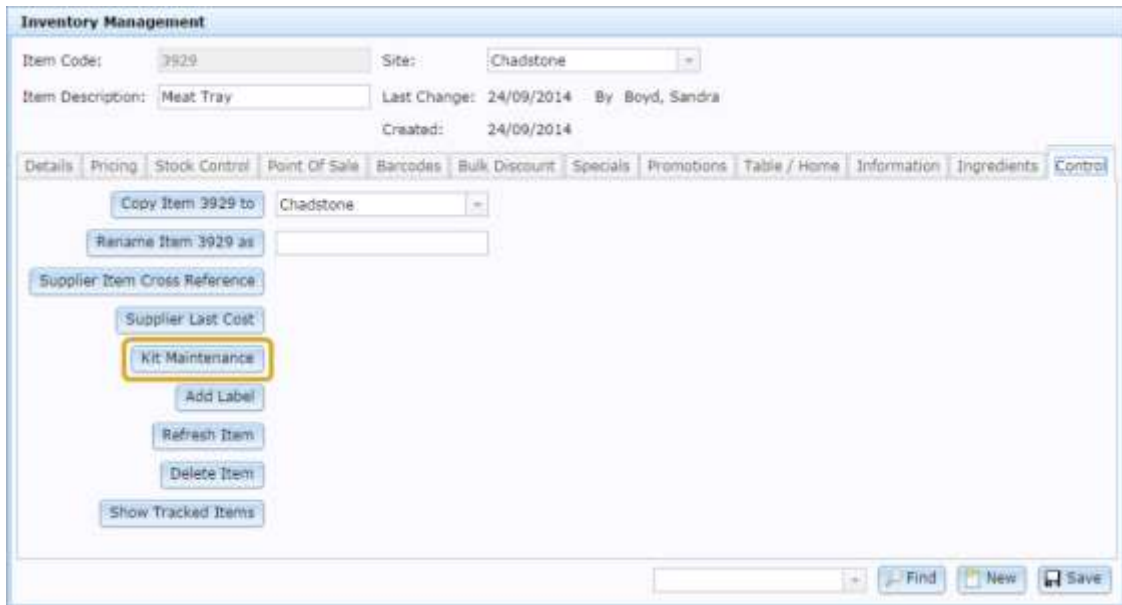 Inventory Management
Item Code: 3929 Site: Chadstone
Item Description: Meat Tray Last Change: 24/09/2014 By Boyd, Sandra
Created: 24/09/2014
Details Pricing Stock Control Point Of Sale Barcodes Bulk Discount Specials Promotions Table / Home Information Ingredients Control
Copy Item 3929 to Chadstone
Rename Item 3929 as
Supplier Item Cross Reference
Supplier Last Cost
Kit Maintenance
Add Label
Refresh Item
Delete Item
Show Tracked Items
Find New Save